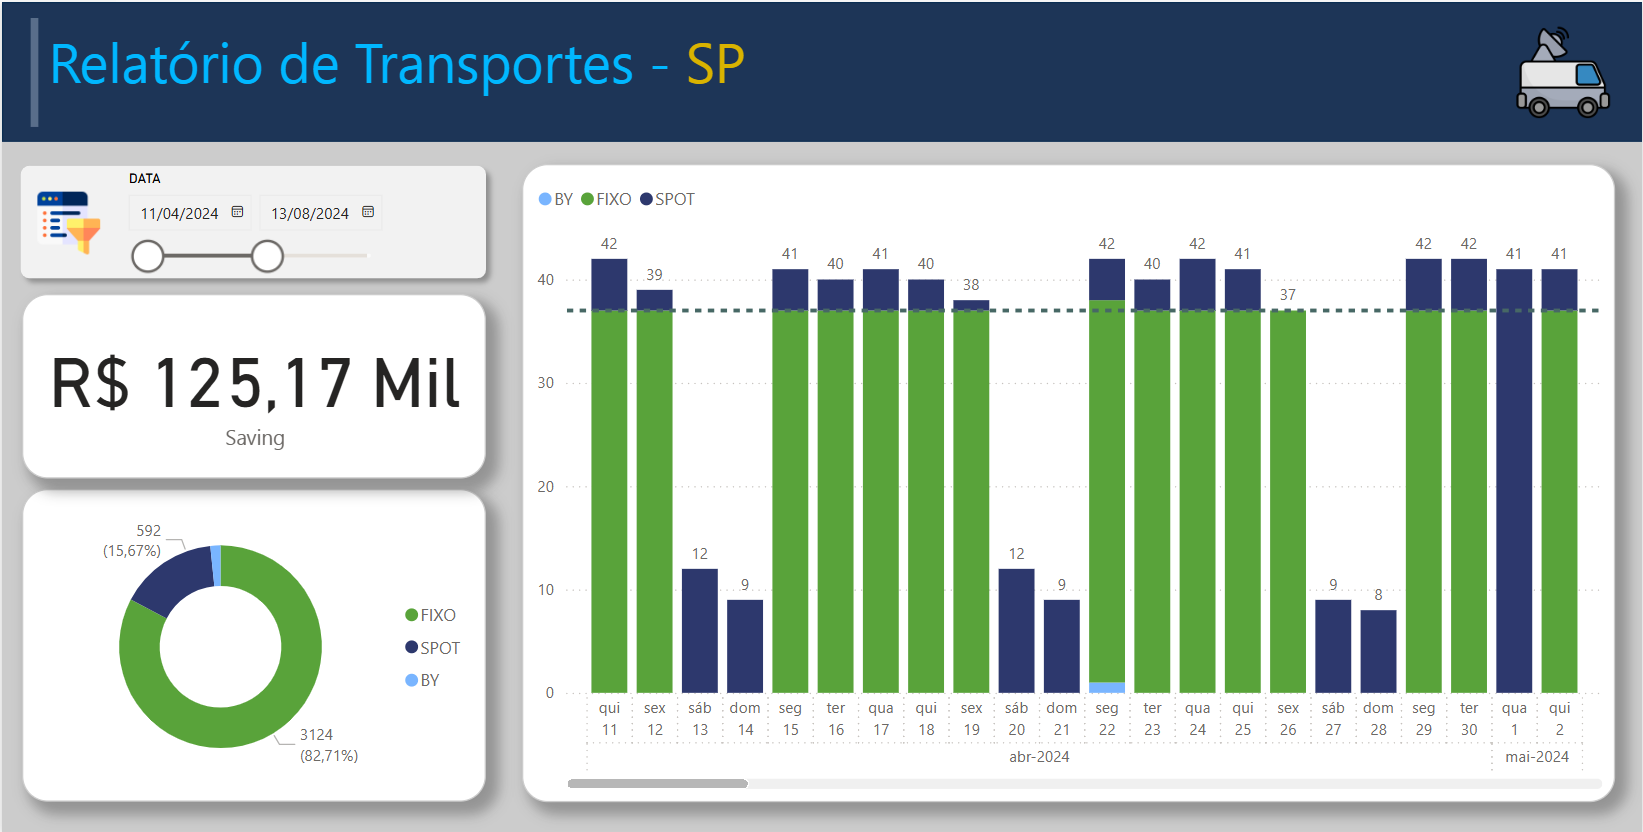 Relatório de Transportes - SP
DATA
11/04/2024 13/08/2024
R$ 125,17 Mil
Saving
592
(15,67%)
3124
(82,71%)
FIXO
SPOT
BY
BY FIXO SPOT
42 39 12 9 41 40 41 40 38 12 9 42 40 42 41 37 9 8 42 42 41 41
40
30
20
10
0
qui sex sáb dom seg ter qua qui sex sáb dom seg ter qua qui sex sáb dom seg ter qua qui
11 12 13 14 15 16 17 18 19 20 21 22 23 24 25 26 27 28 29 30 1 2
abr-2024 mai-2024